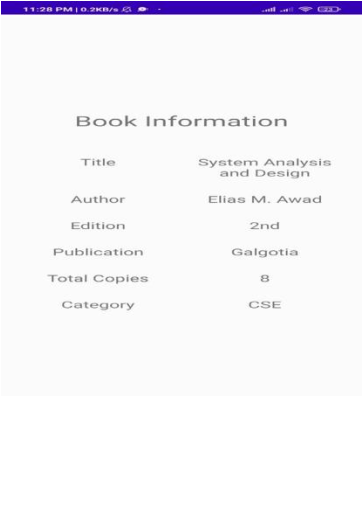 11:28 PM | 0.2KB/s
Book Information
Title System Analysis
and Design
Author Elias M. Awad
Edition 2nd
Publication Galgotia
Total Copies 8
Category CSE